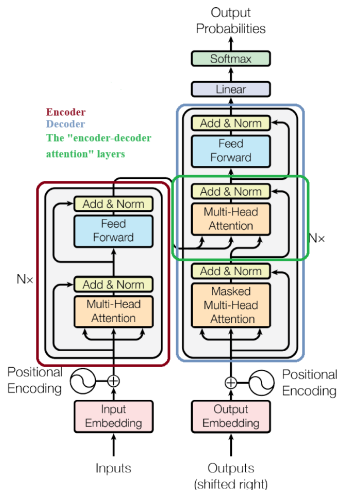 Output
Probabilities
Softmax
Linear
Encoder
Decoder
The "encoder-decoder
attention" layers
Add & Norm
Feed
Forward
Add & Norm
Multi-Head
Attention
Add & Norm
Feed
Forward
N×
Add & Norm
Multi-Head
Attention
N×
Add & Norm
Masked
Multi-Head
Attention
Positional
Encoding
Positional
Encoding
Input
Embedding
Output
Embedding
Inputs
Outputs
(shifted right)